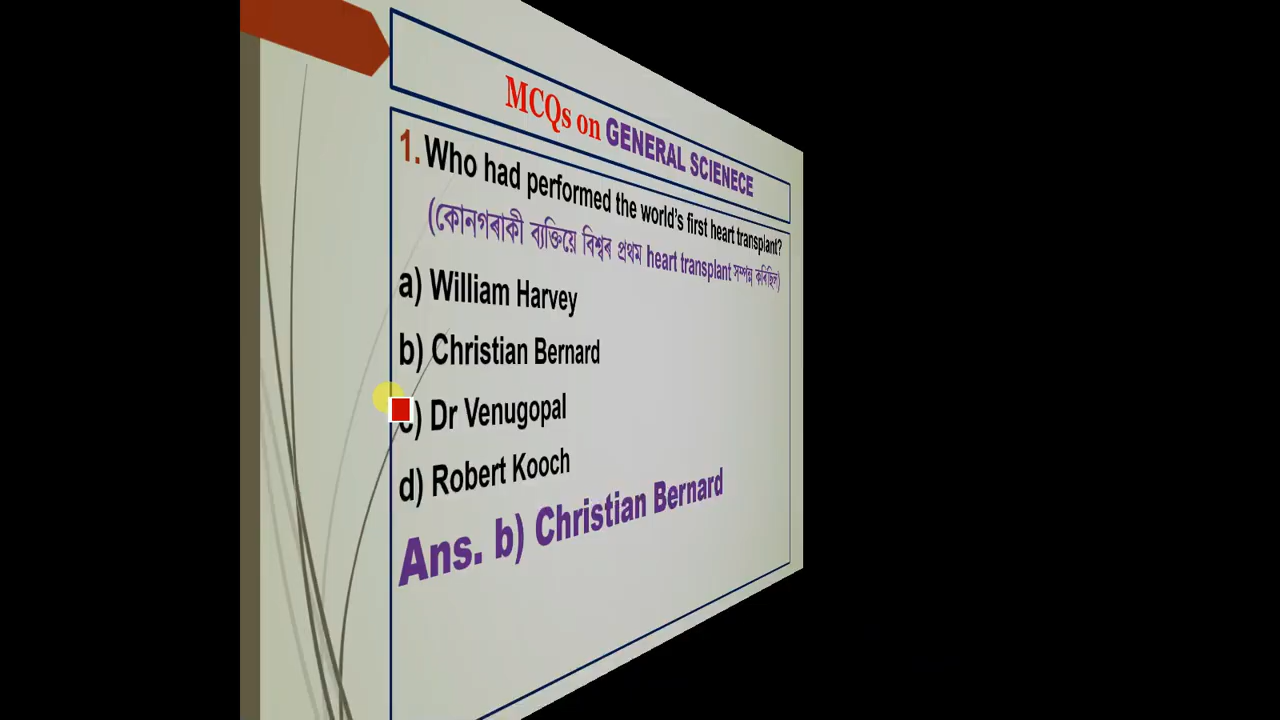 MCQs on GENERAL SCIENECE
1. Who had performed the world's first heart transplant?
(কোনগৰাকী ব্যক্তিয়ে বিশ্বৰ প্ৰথম heart transplant সম্পন্ন কৰিছিল)
a) William Harvey
b) Christian Bernard
c) Dr Venugopal
d) Robert Kooch
Ans. b) Christian Bernard